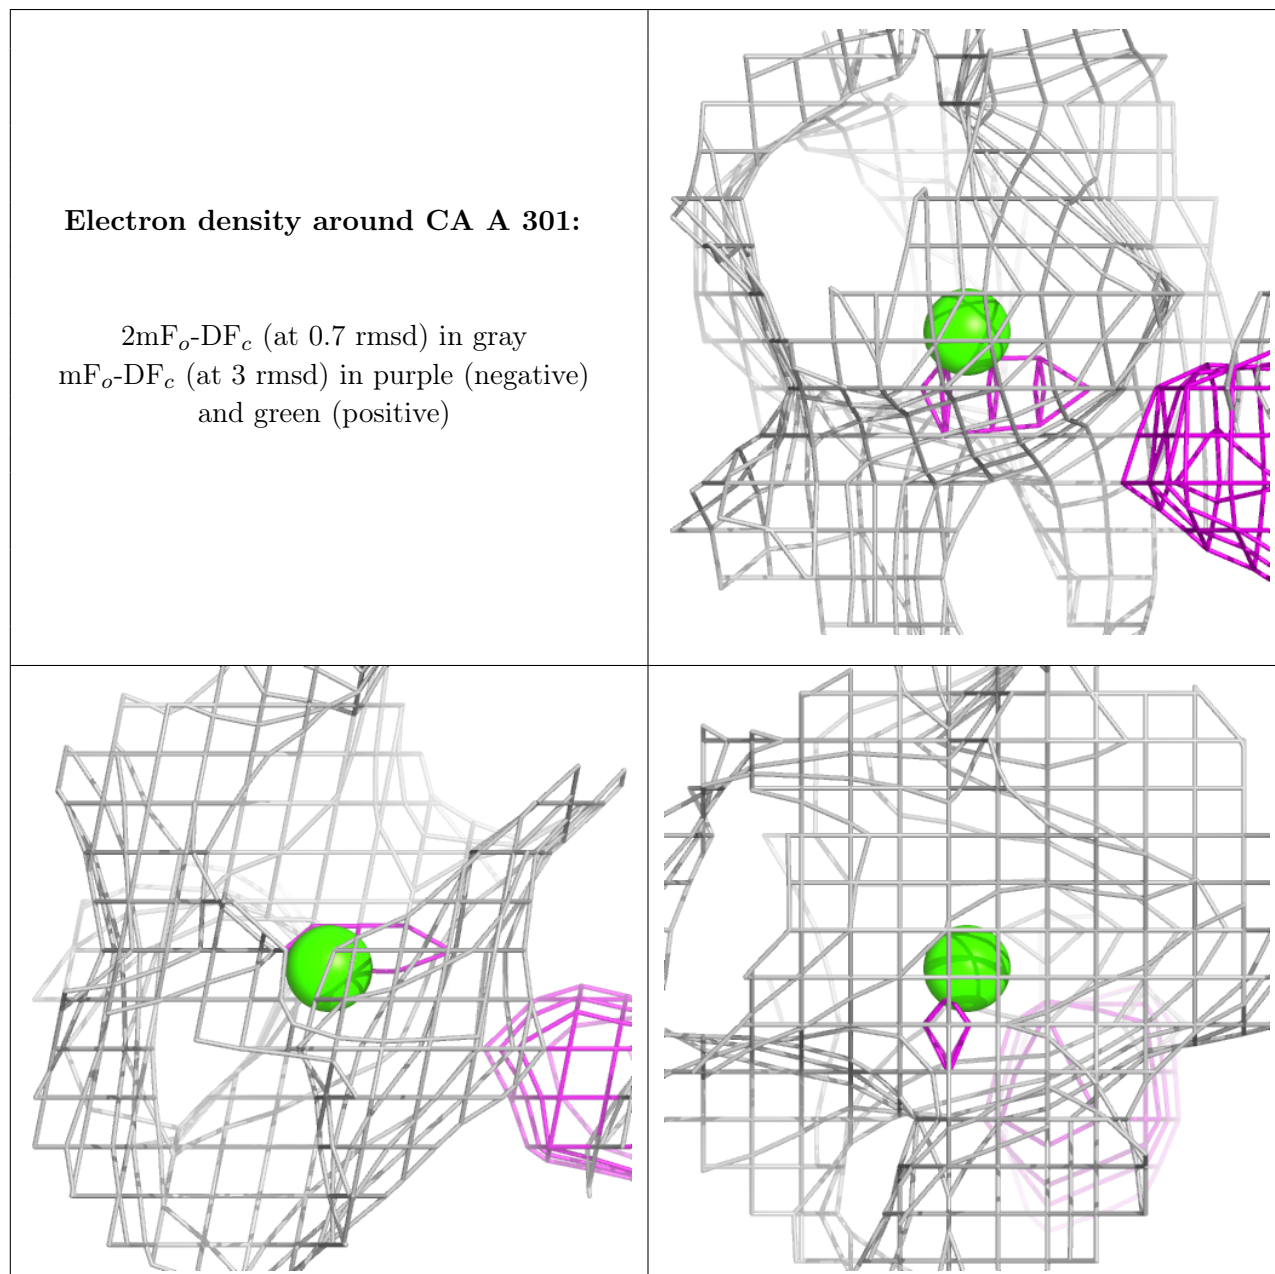 Electron density around CA A 301:
2mFₒ-DF𝒸 (at 0.7 rmsd) in gray
mFₒ-DF𝒸 (at 3 rmsd) in purple (negative)
and green (positive)